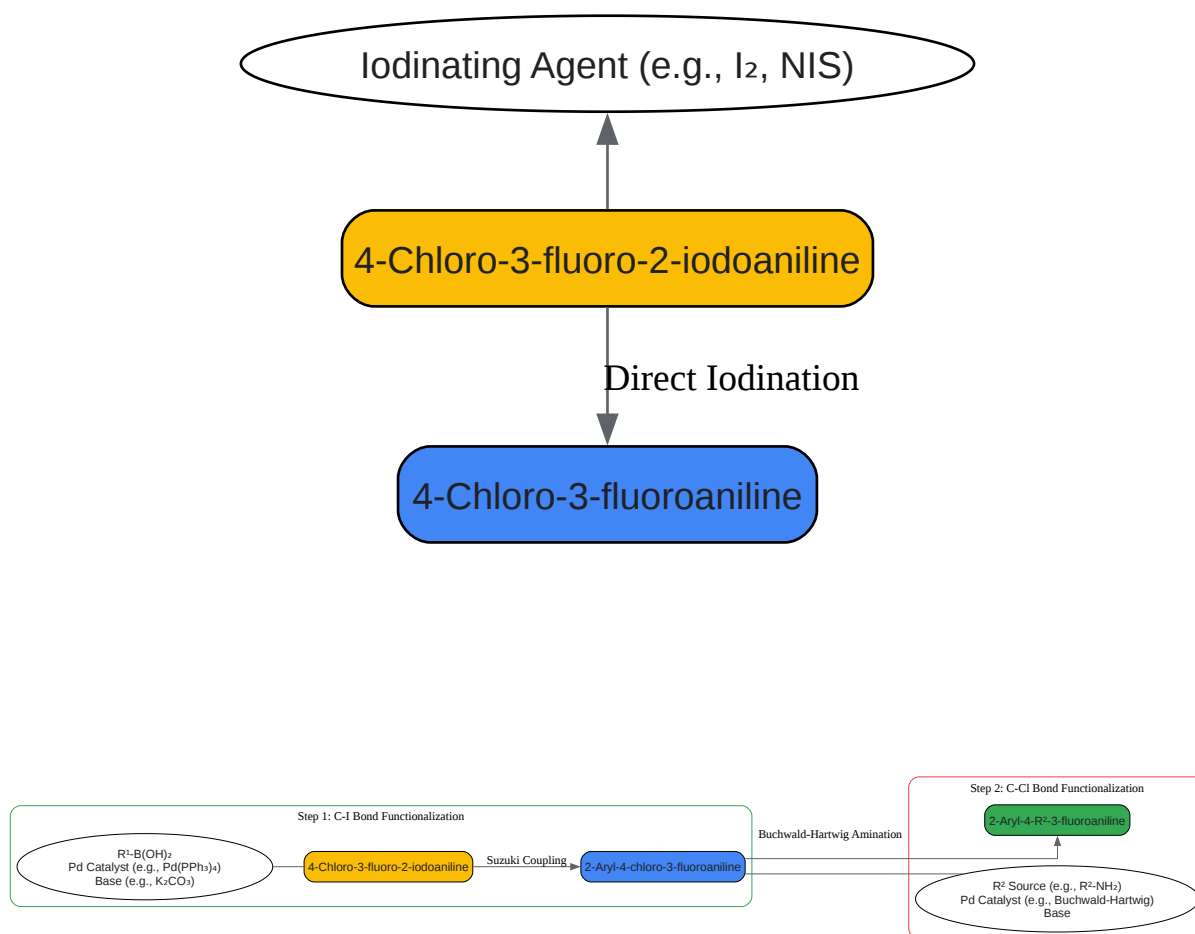 Iodinating Agent (e.g., I₂, NIS)
4-Chloro-3-fluoro-2-iodoaniline
Direct Iodination
4-Chloro-3-fluoroaniline
Step 1: C-I Bond Functionalization
R¹-B(OH)₂
Pd Catalyst (e.g., Pd(PPh₃)₄)
Base (e.g., K₂CO₃)
4-Chloro-3-fluoro-2-iodoaniline
Suzuki Coupling
2-Aryl-4-chloro-3-fluoroaniline
Buchwald-Hartwig Amination
Step 2: C-Cl Bond Functionalization
2-Aryl-4-R²-3-fluoroaniline
R² Source (e.g., R²-NH₂)
Pd Catalyst (e.g., Buchwald-Hartwig)
Base